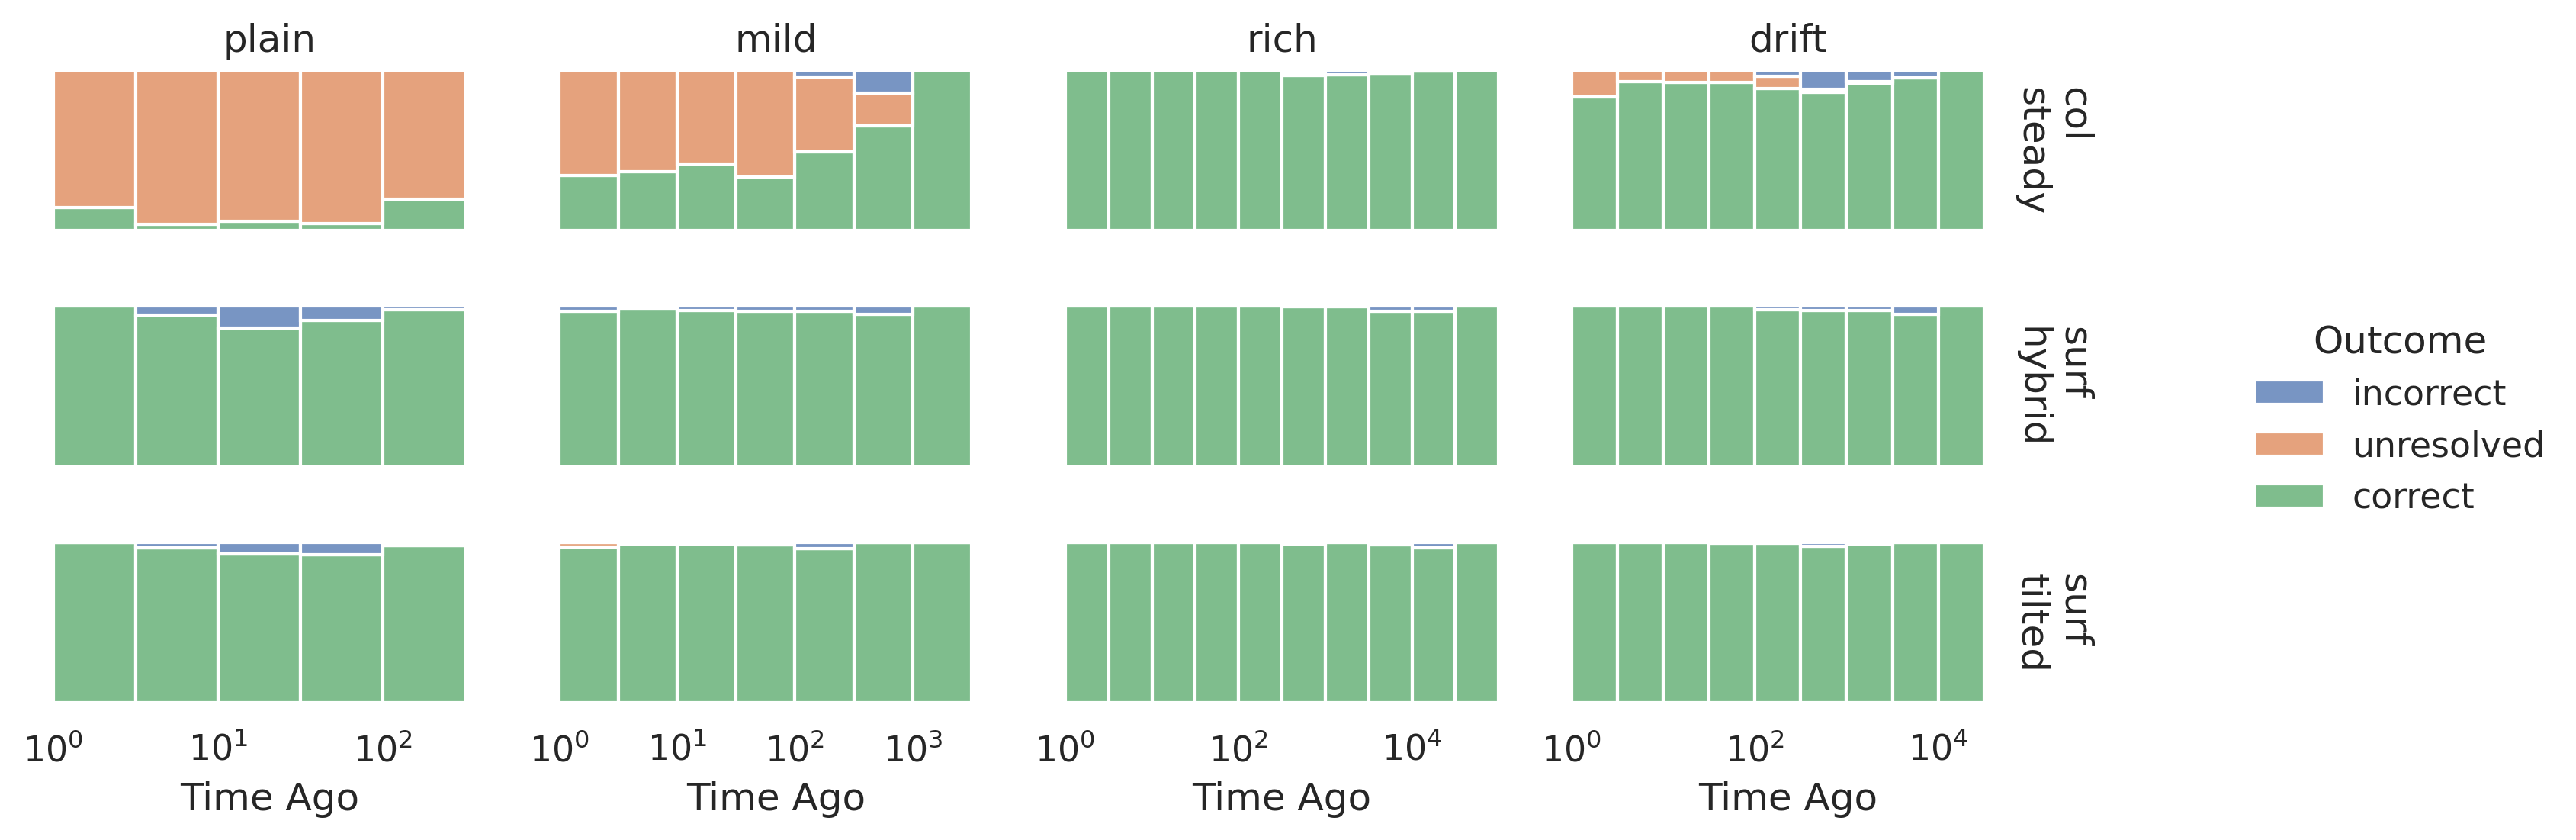 plain
mild
rich
drift
col
steady
surf
hybrid
surf
tilted
Outcome
incorrect
unresolved
correct
10⁰
10¹
10²
10⁰
10¹
10²
10³
10⁰
10²
10⁴
10⁰
10²
10⁴
Time Ago
Time Ago
Time Ago
Time Ago